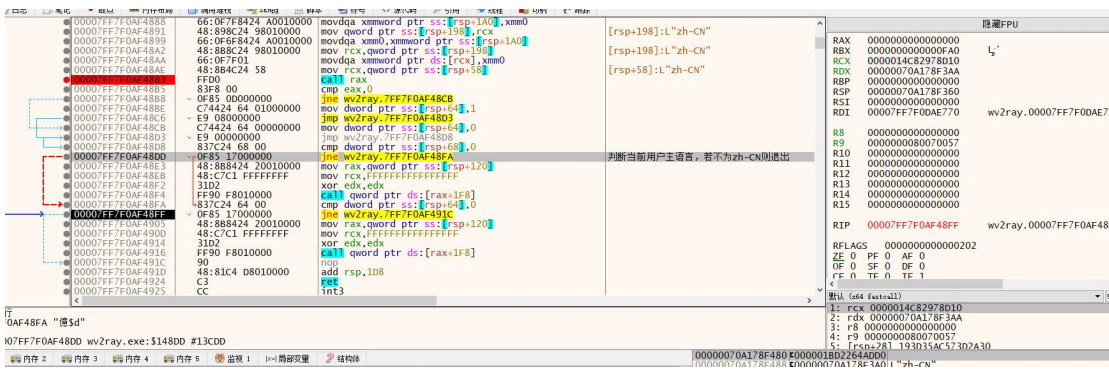 隐藏FPU
00007FF7F0AF4888 66:0F7F8424 A0010000 movdqa xmmword ptr ss:[rsp+1A0],xmm0
00007FF7F0AF4891 48:898C24 98010000 mov qword ptr ss:[rsp+198],rcx [rsp+198]:L"zh-CN"
00007FF7F0AF4899 66:0F6F8424 A0010000 movdqa xmm0,xmmword ptr ss:[rsp+1A0]
00007FF7F0AF48A2 48:8B8C24 98010000 mov rcx,qword ptr ss:[rsp+198] [rsp+198]:L"zh-CN"
00007FF7F0AF48AA 66:0F7F01 movdqa xmmword ptr ds:[rcx],xmm0
00007FF7F0AF48AE 48:8B4C24 58 mov rcx,qword ptr ss:[rsp+58] [rsp+58]:L"zh-CN"
00007FF7F0AF48B3 FFD0 call rax
00007FF7F0AF48B5 83F8 00 cmp eax,0
00007FF7F0AF48B8 0F85 0D000000 jne wv2ray.7FF7F0AF48CB
00007FF7F0AF48BE C74424 64 01000000 mov dword ptr ss:[rsp+64],1
00007FF7F0AF48C6 E9 08000000 jmp wv2ray.7FF7F0AF48D3
00007FF7F0AF48CB C74424 64 00000000 mov dword ptr ss:[rsp+64],0
00007FF7F0AF48D3 E9 00000000 jmp wv2ray.7FF7F0AF48D8
00007FF7F0AF48D8 837C24 68 00 cmp dword ptr ss:[rsp+68],0
00007FF7F0AF48DD 0F85 17000000 jne wv2ray.7FF7F0AF48FA 判断当前用户主语言，若不为zh-CN则退出
00007FF7F0AF48E3 48:8B8424 20010000 mov rax,qword ptr ss:[rsp+120]
00007FF7F0AF48EB 48:C7C1 FFFFFFFF mov rcx,FFFFFFFFFFFFFFFF
00007FF7F0AF48F2 31D2 xor edx,edx
00007FF7F0AF48F4 FF90 F8010000 call qword ptr ds:[rax+1F8]
00007FF7F0AF48FA 837C24 64 00 cmp dword ptr ss:[rsp+64],0
00007FF7F0AF48FF 0F85 17000000 jne wv2ray.7FF7F0AF491C
00007FF7F0AF4905 48:8B8424 20010000 mov rax,qword ptr ss:[rsp+120]
00007FF7F0AF490D 48:C7C1 FFFFFFFF mov rcx,FFFFFFFFFFFFFFFF
00007FF7F0AF4914 31D2 xor edx,edx
00007FF7F0AF4916 FF90 F8010000 call qword ptr ds:[rax+1F8]
00007FF7F0AF491C 90 nop
00007FF7F0AF491D 48:81C4 D8010000 add rsp,1D8
00007FF7F0AF4924 C3 ret
00007FF7F0AF4925 CC int3
RAX 0000000000000000
RBX 0000000000000FA0
RCX 0000014C82978D10
RDX 00000070A178F3AA
RBP 0000000000000000
RSP 00000070A178F360
RSI 0000000000000000
RDI 00007FF7F0DAE770 wv2ray.00007FF7F0DAE7
R8 0000000000000000
R9 0000000080070057
R10 0000000000000000
R11 0000000000000000
R12 0000000000000000
R13 0000000000000000
R14 0000000000000000
R15 0000000000000000
RIP 00007FF7F0AF48FF wv2ray.00007FF7F0AF48
RFLAGS 0000000000000202
ZF 0 PF 0 AF 0
OF 0 SF 0 DF 0
CF 0 TF 0 IF 1
默认 (x64 fastcall)
1: rcx 0000014C82978D10
2: rdx 00000070A178F3AA
3: r8 0000000000000000
4: r9 0000000080070057
5: [rsp+28] 193D35AC573D2A30
行
0AF48FA "億$d"
007FF7F0AF48DD wv2ray.exe:$148DD #13CDD
内存 2 内存 3 内存 4 内存 5 监视 1 局部变量 结构体
00000070A178F480 000001BD2264ADD0
00000070A178F488 00000070A178F3A0 L"zh-CN"